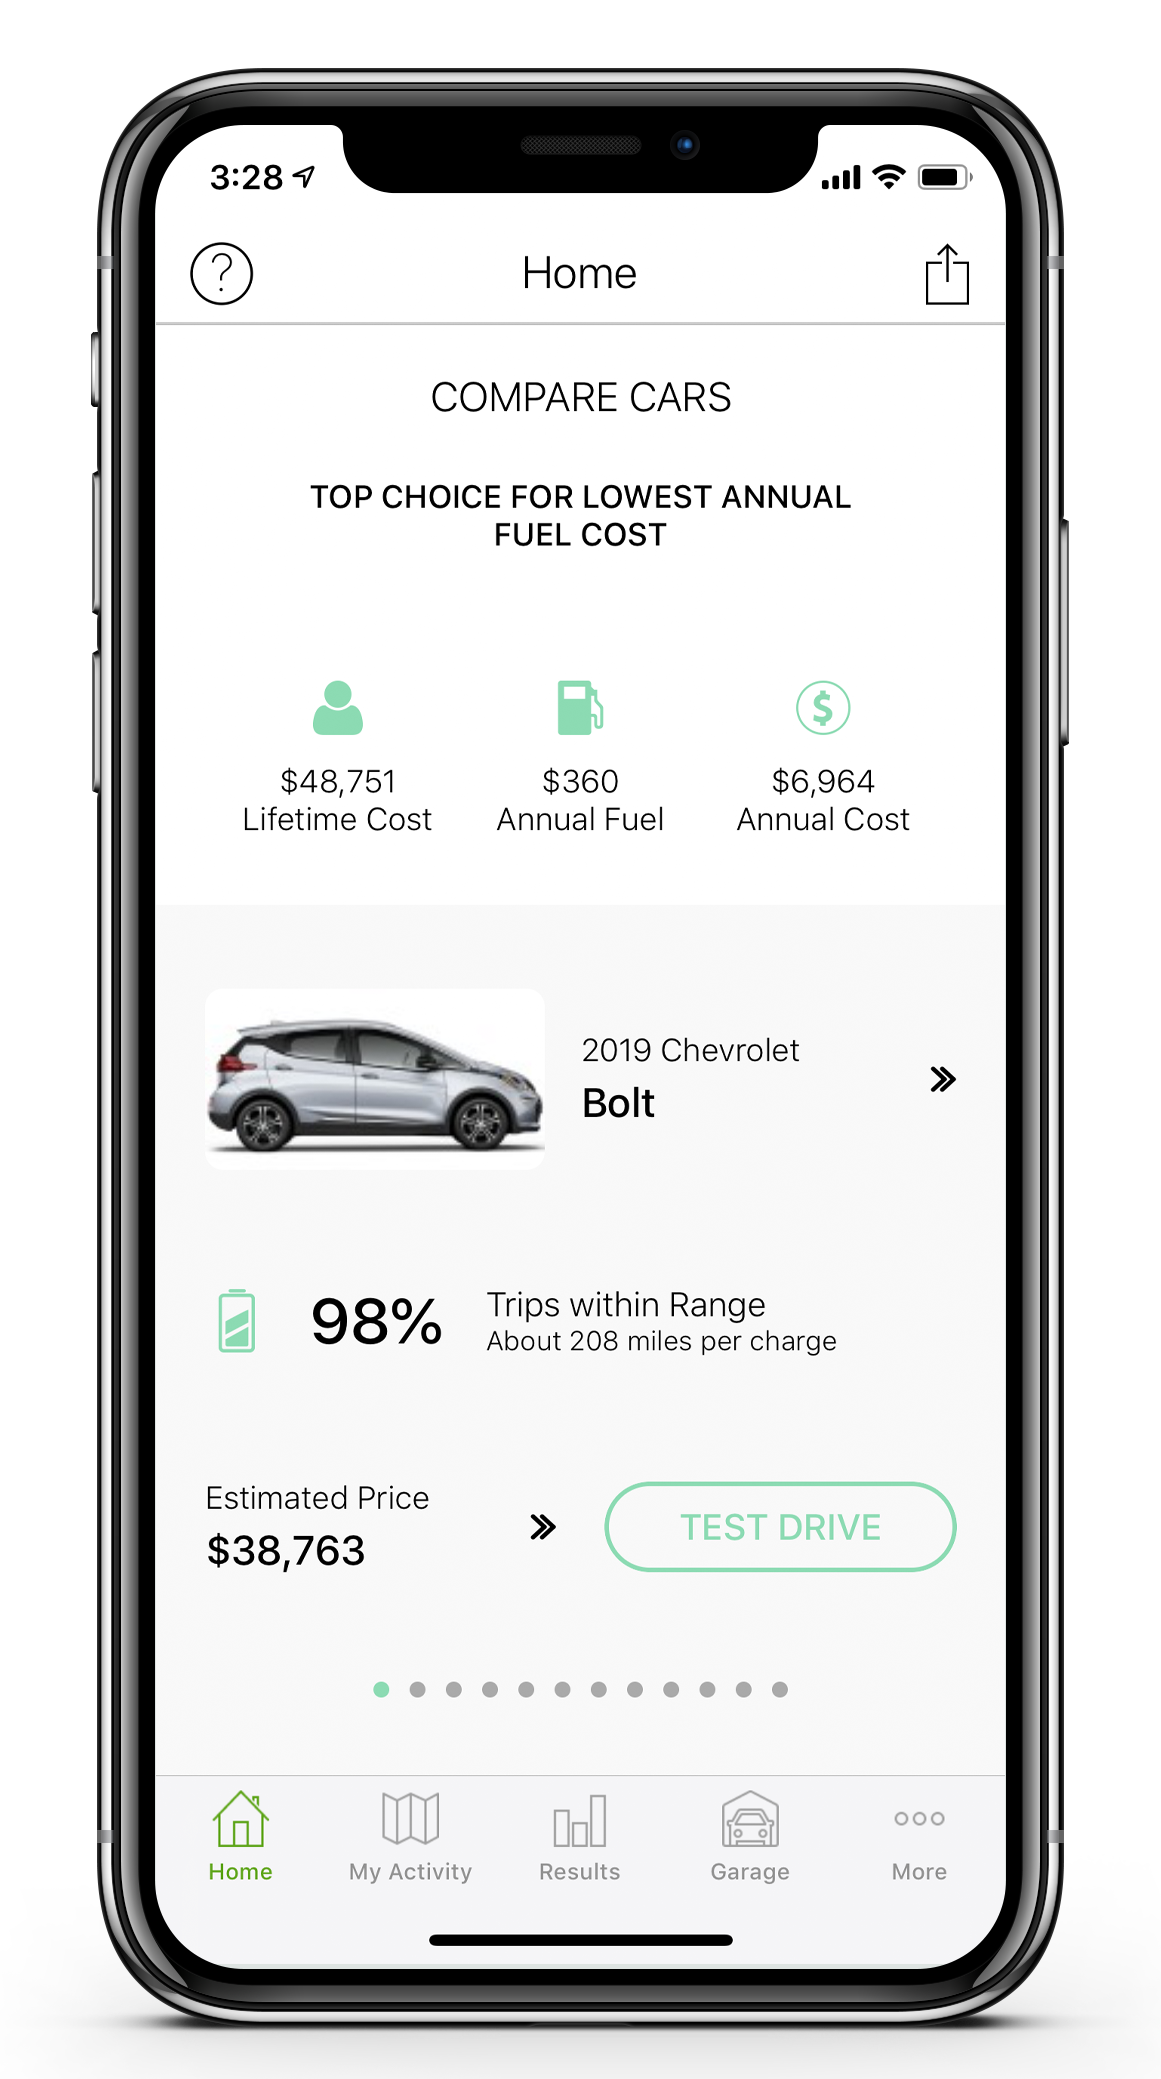 3:28
?
Home
COMPARE CARS
TOP CHOICE FOR LOWEST ANNUAL
FUEL COST
$
$48,751
Lifetime Cost
$360
Annual Fuel
$6,964
Annual Cost
2019 Chevrolet
Bolt
98%
Trips within Range
About 208 miles per charge
Estimated Price
$38,763
TEST DRIVE
Home
My Activity
Results
Garage
More